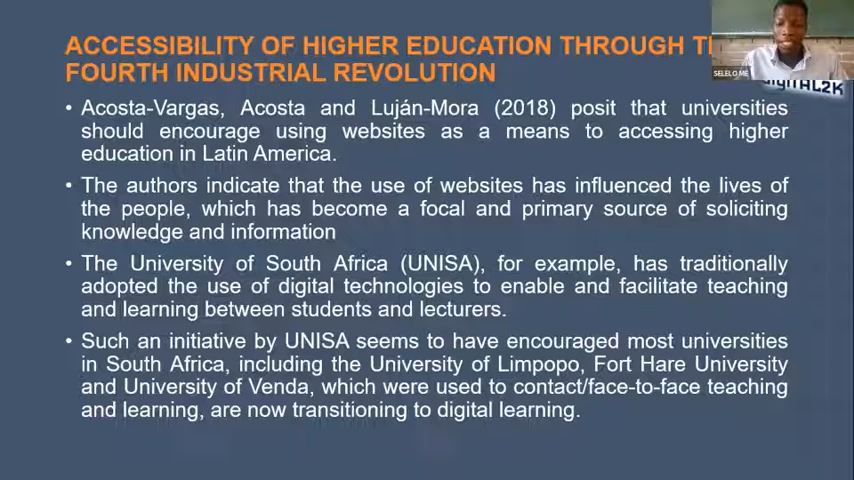 ACCESSIBILITY OF HIGHER EDUCATION THROUGH
FOURTH INDUSTRIAL REVOLUTION
SELELO ME
• Acosta-Vargas, Acosta and Luján-Mora (2018) posit that universities
should encourage using websites as a means to accessing higher
education in Latin America.
• The authors indicate that the use of websites has influenced the lives of
the people, which has become a focal and primary source of soliciting
knowledge and information
• The University of South Africa (UNISA), for example, has traditionally
adopted the use of digital technologies to enable and facilitate teaching
and learning between students and lecturers.
• Such an initiative by UNISA seems to have encouraged most universities
in South Africa, including the University of Limpopo, Fort Hare University
and University of Venda, which were used to contact/face-to-face teaching
and learning, are now transitioning to digital learning.